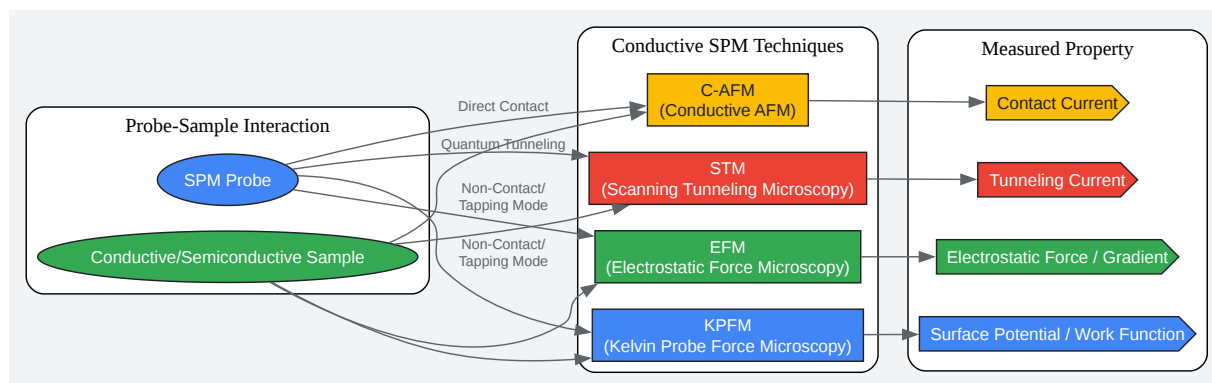 Probe-Sample Interaction
SPM Probe
Conductive/Semiconductive Sample
Direct Contact
Quantum Tunneling
Non-Contact/
Tapping Mode
Non-Contact/
Tapping Mode
Conductive SPM Techniques
C-AFM
(Conductive AFM)
STM
(Scanning Tunneling Microscopy)
EFM
(Electrostatic Force Microscopy)
KPFM
(Kelvin Probe Force Microscopy)
Measured Property
Contact Current
Tunneling Current
Electrostatic Force / Gradient
Surface Potential / Work Function